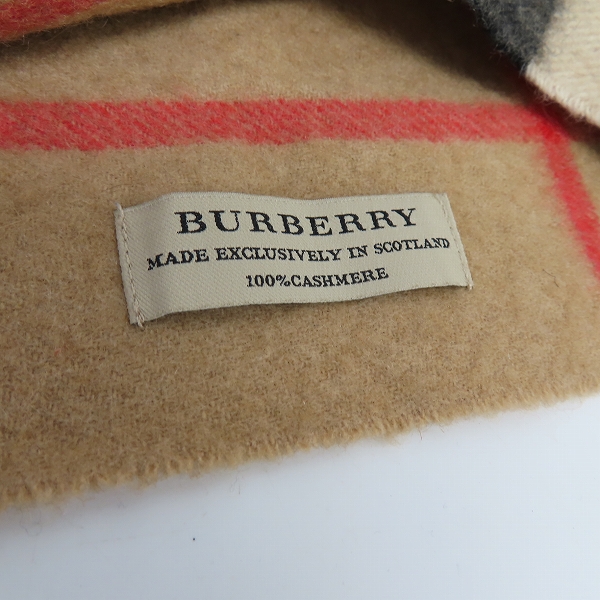 BURBERRY
MADE EXCLUSIVELY IN SCOTLAND
100%CASHMERE